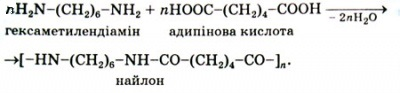 nH₂N–(CH₂)₆–NH₂ + nHOOC–(CH₂)₄–COOH –2nH₂O→
гексаметилендіамін адипінова кислота
→[–HN–(CH₂)₆–NH–CO–(CH₂)₄–CO–]ₙ.
найлон